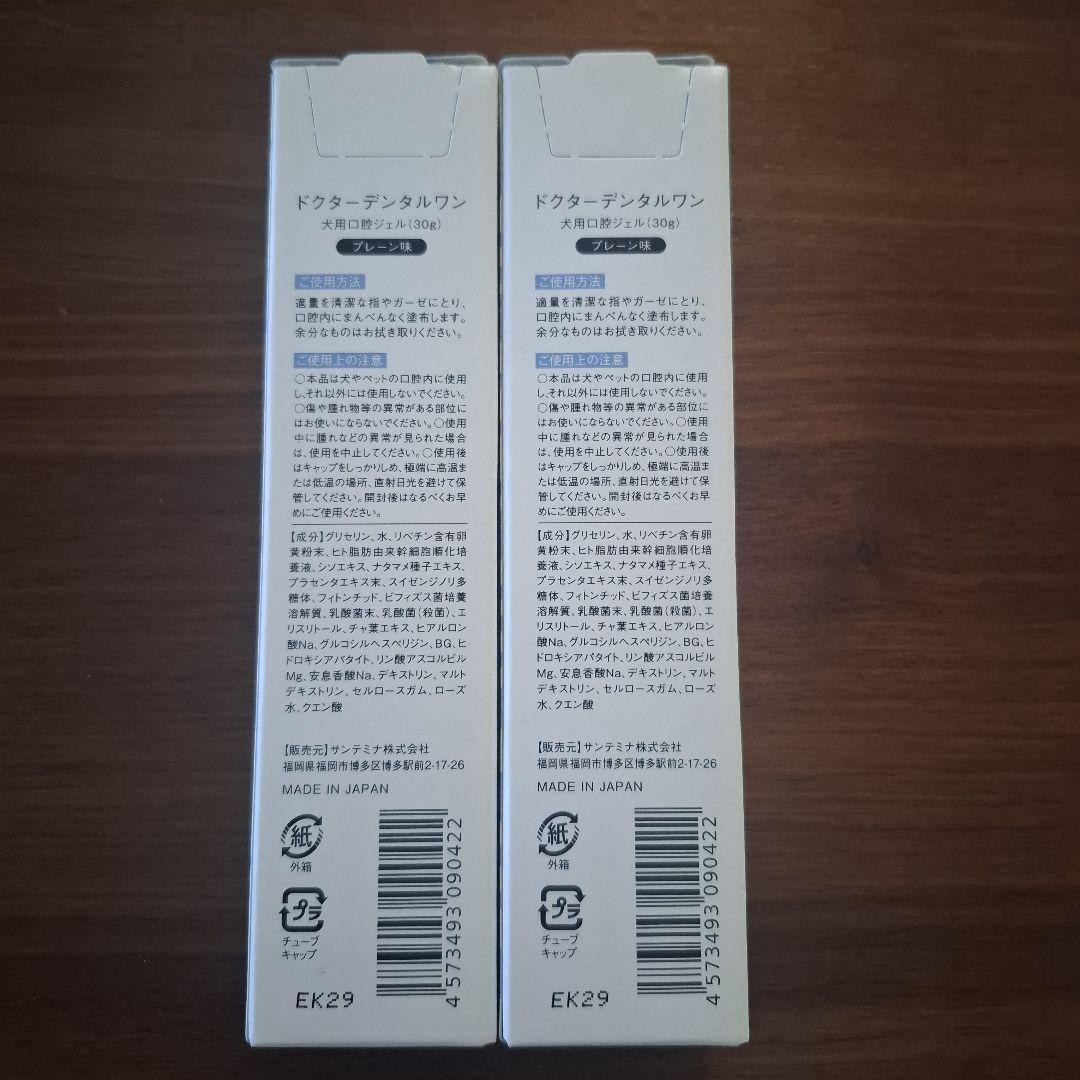 ドクターデンタルワン
犬用口腔ジェル(30g)
プレーン味
ご使用方法
適量を清潔な指やガーゼにとり、
口腔内にまんべんなく塗布します。
余分なものはお拭き取りください。
ご使用上の注意
○本品は犬やペットの口腔内に使用
し、それ以外には使用しないでください。
○傷や腫れ物等の異常がある部位に
はお使いにならないでください。○使用
中に腫れなどの異常が見られた場合
は、使用を中止してください。○使用後
はキャップをしっかりしめ、極端に高温ま
たは低温の場所、直射日光を避けて保
管してください。開封後はなるべくお早
めにご使用ください。
【成分】グリセリン、水、リベチン含有卵
黄粉末、ヒト脂肪由来幹細胞順化培
養液、シソエキス、ナタマメ種子エキス、
プラセンタエキス末、スイゼンジノリ多
糖体、フィトンチッド、ビフィズス菌培養
溶解質、乳酸菌末、乳酸菌(殺菌)、エ
リスリトール、チャ葉エキス、ヒアルロン
酸Na、グルコシルヘスペリジン、BG、ヒ
ドロキシアパタイト、リン酸アスコルビル
Mg、安息香酸Na、デキストリン、マルト
デキストリン、セルロースガム、ローズ
水、クエン酸
【販売元】サンテミナ株式会社
福岡県福岡市博多区博多駅前2-17-26
MADE IN JAPAN
紙
外箱
プラ
チューブ
キャップ
4573493090422
EK29
ドクターデンタルワン
犬用口腔ジェル(30g)
プレーン味
ご使用方法
適量を清潔な指やガーゼにとり、
口腔内にまんべんなく塗布します。
余分なものはお拭き取りください。
ご使用上の注意
○本品は犬やペットの口腔内に使用
し、それ以外には使用しないでください。
○傷や腫れ物等の異常がある部位に
はお使いにならないでください。○使用
中に腫れなどの異常が見られた場合
は、使用を中止してください。○使用後
はキャップをしっかりしめ、極端に高温ま
たは低温の場所、直射日光を避けて保
管してください。開封後はなるべくお早
めにご使用ください。
【成分】グリセリン、水、リベチン含有卵
黄粉末、ヒト脂肪由来幹細胞順化培
養液、シソエキス、ナタマメ種子エキス、
プラセンタエキス末、スイゼンジノリ多
糖体、フィトンチッド、ビフィズス菌培養
溶解質、乳酸菌末、乳酸菌(殺菌)、エ
リスリトール、チャ葉エキス、ヒアルロン
酸Na、グルコシルヘスペリジン、BG、ヒ
ドロキシアパタイト、リン酸アスコルビル
Mg、安息香酸Na、デキストリン、マルト
デキストリン、セルロースガム、ローズ
水、クエン酸
【販売元】サンテミナ株式会社
福岡県福岡市博多区博多駅前2-17-26
MADE IN JAPAN
紙
外箱
プラ
チューブ
キャップ
4573493090422
EK29